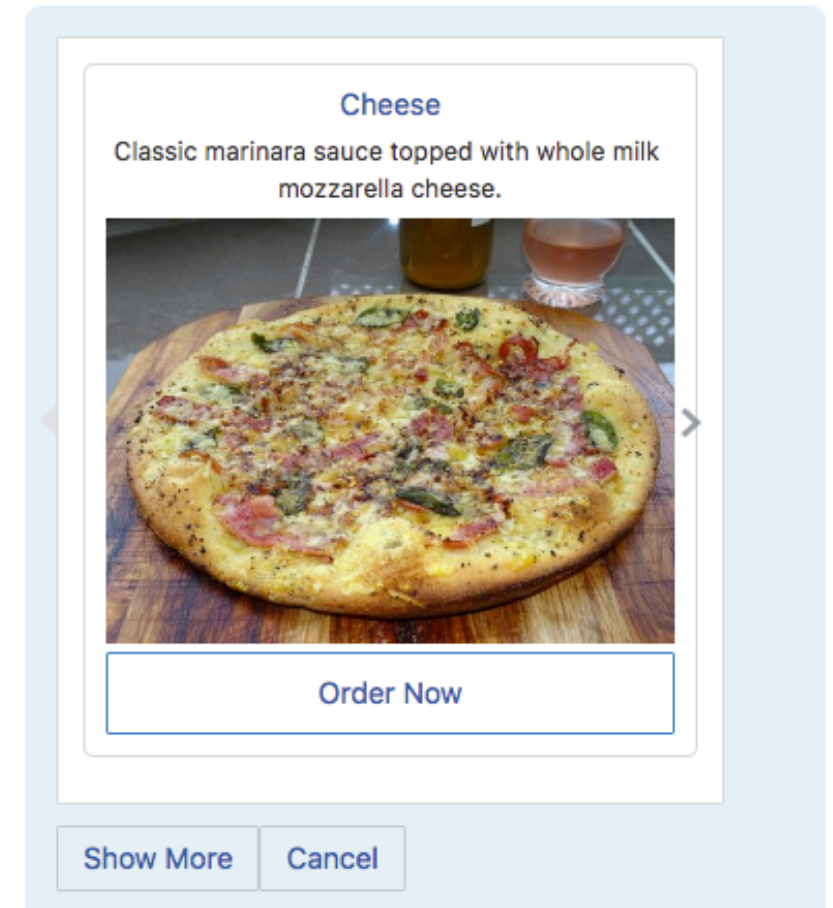 Cheese
Classic marinara sauce topped with whole milk
mozzarella cheese.
Order Now
Show More
Cancel